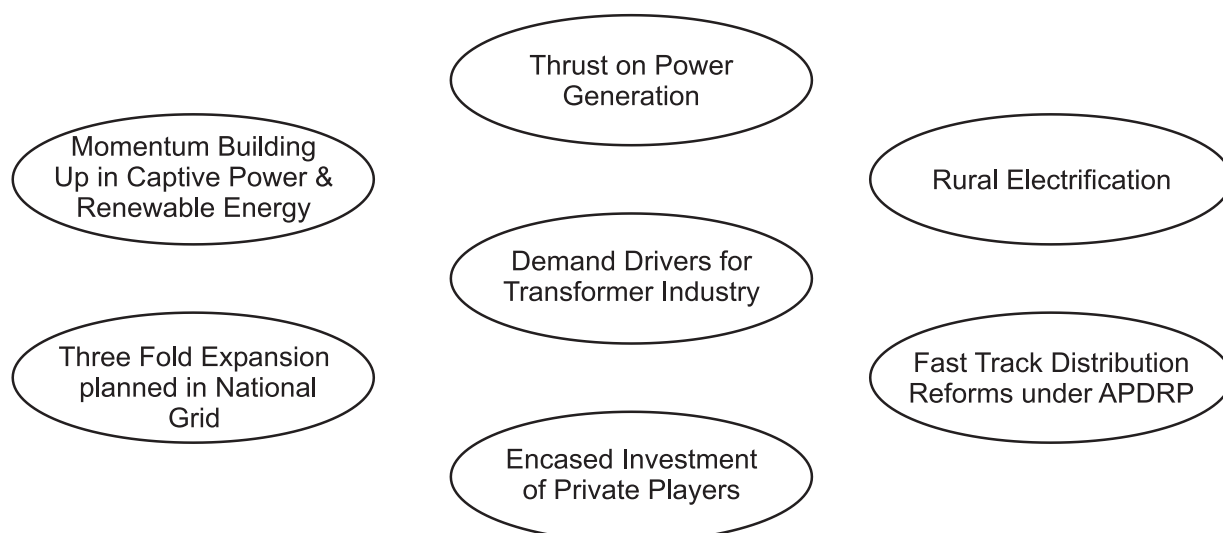 Thrust on Power
Generation
Momentum Building
Up in Captive Power &
Renewable Energy
Rural Electrification
Demand Drivers for
Transformer Industry
Three Fold Expansion
planned in National
Grid
Fast Track Distribution
Reforms under APDRP
Encased Investment
of Private Players